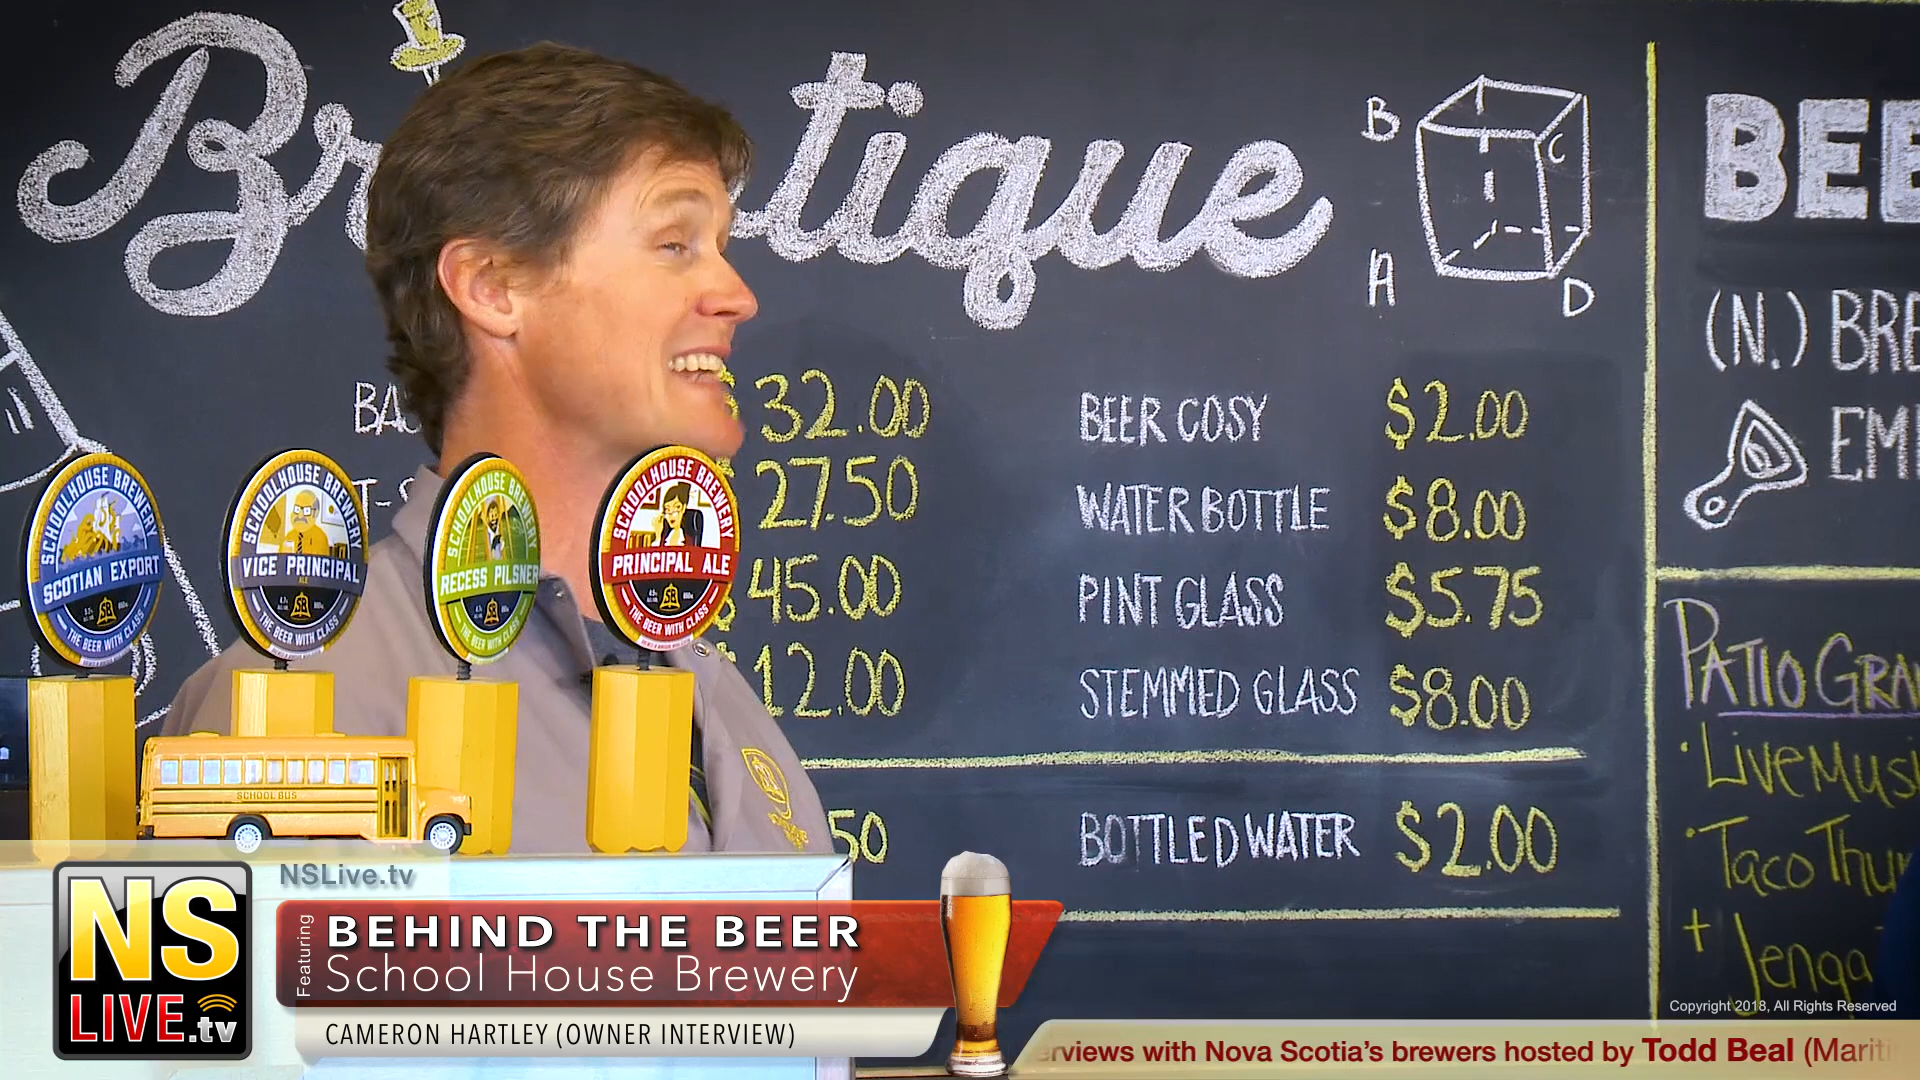 Br tique
B
C
A
D
BEE
(N.) BRE
EM
$32.00
BEER COSY $2.00
$27.50
WATER BOTTLE $8.00
$45.00
PINT GLASS $5.75
$12.00
STEMMED GLASS $8.00
50
BOTTLED WATER $2.00
PATIO GRA
· LIVE MUSI
· Taco Thu
+ Jenga
SCHOOLHOUSE BREWERY
SCOTIAN EXPORT
THE BEER WITH CLASS
SCHOOLHOUSE BREWERY
VICE PRINCIPAL
ALE
THE BEER WITH CLASS
SCHOOLHOUSE BREWERY
RECESS PILSNER
THE BEER WITH CLASS
SCHOOLHOUSE BREWERY
PRINCIPAL ALE
THE BEER WITH CLASS
SCHOOL BUS
NS
LIVE.tv
NSLive.tv
Featuring
BEHIND THE BEER
School House Brewery
CAMERON HARTLEY (OWNER INTERVIEW)
Copyright 2018, All Rights Reserved
erviews with Nova Scotia's brewers hosted by Todd Beal (Mariti